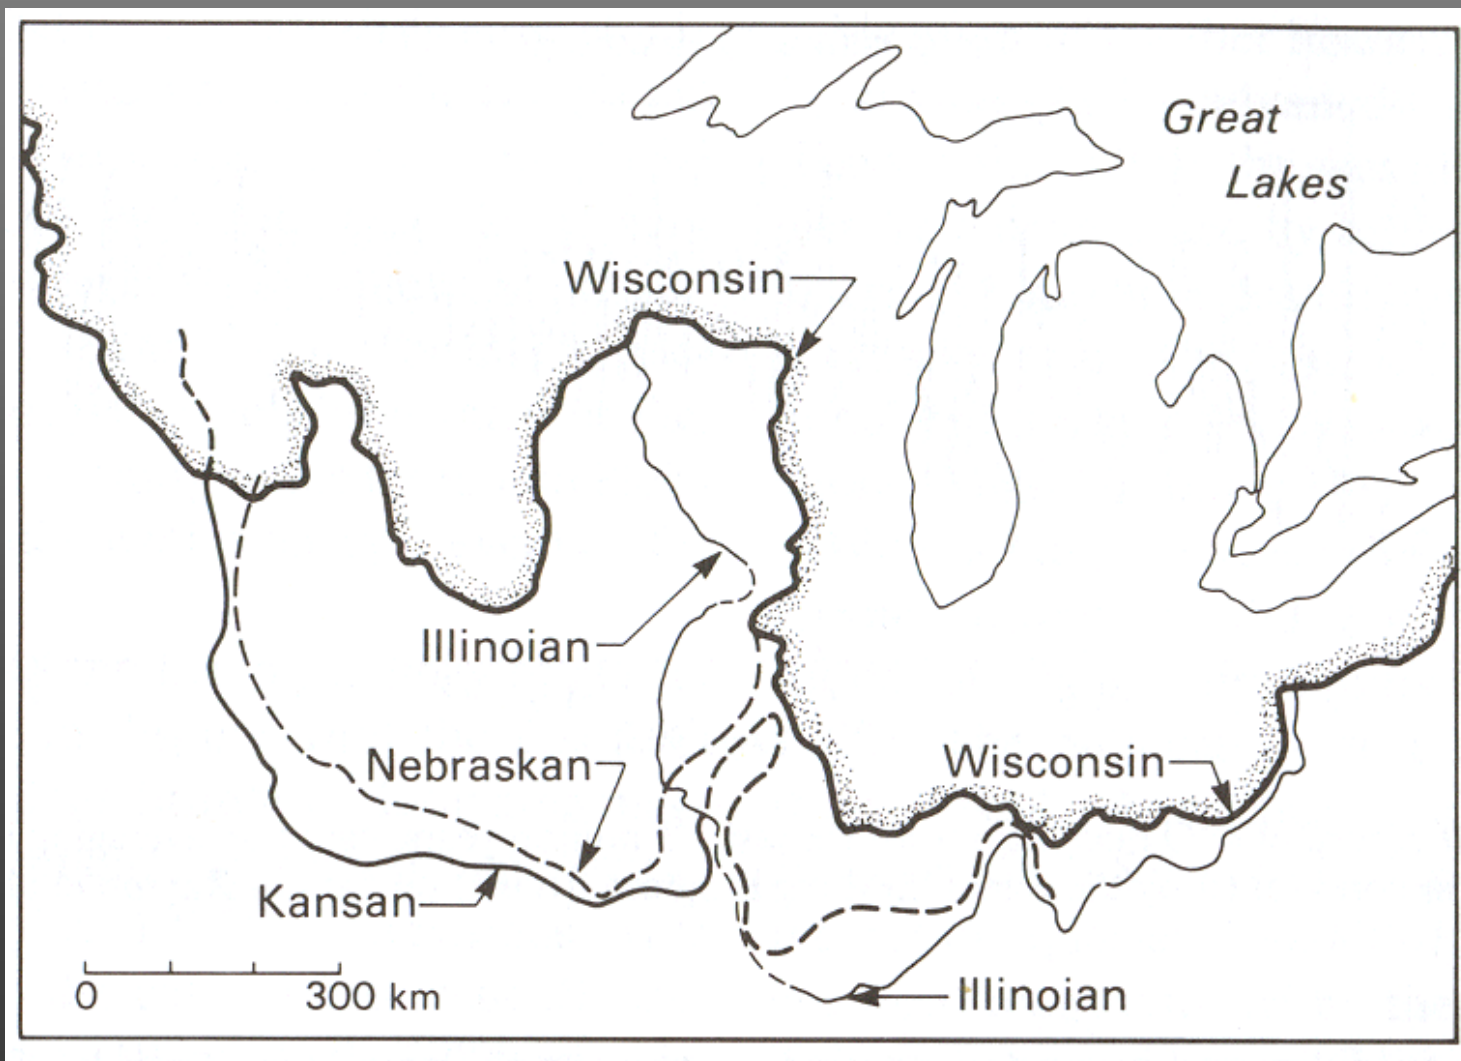 Great
Lakes
Wisconsin
Illinoian
Nebraskan
Wisconsin
Kansan
Illinoian
0 300 km